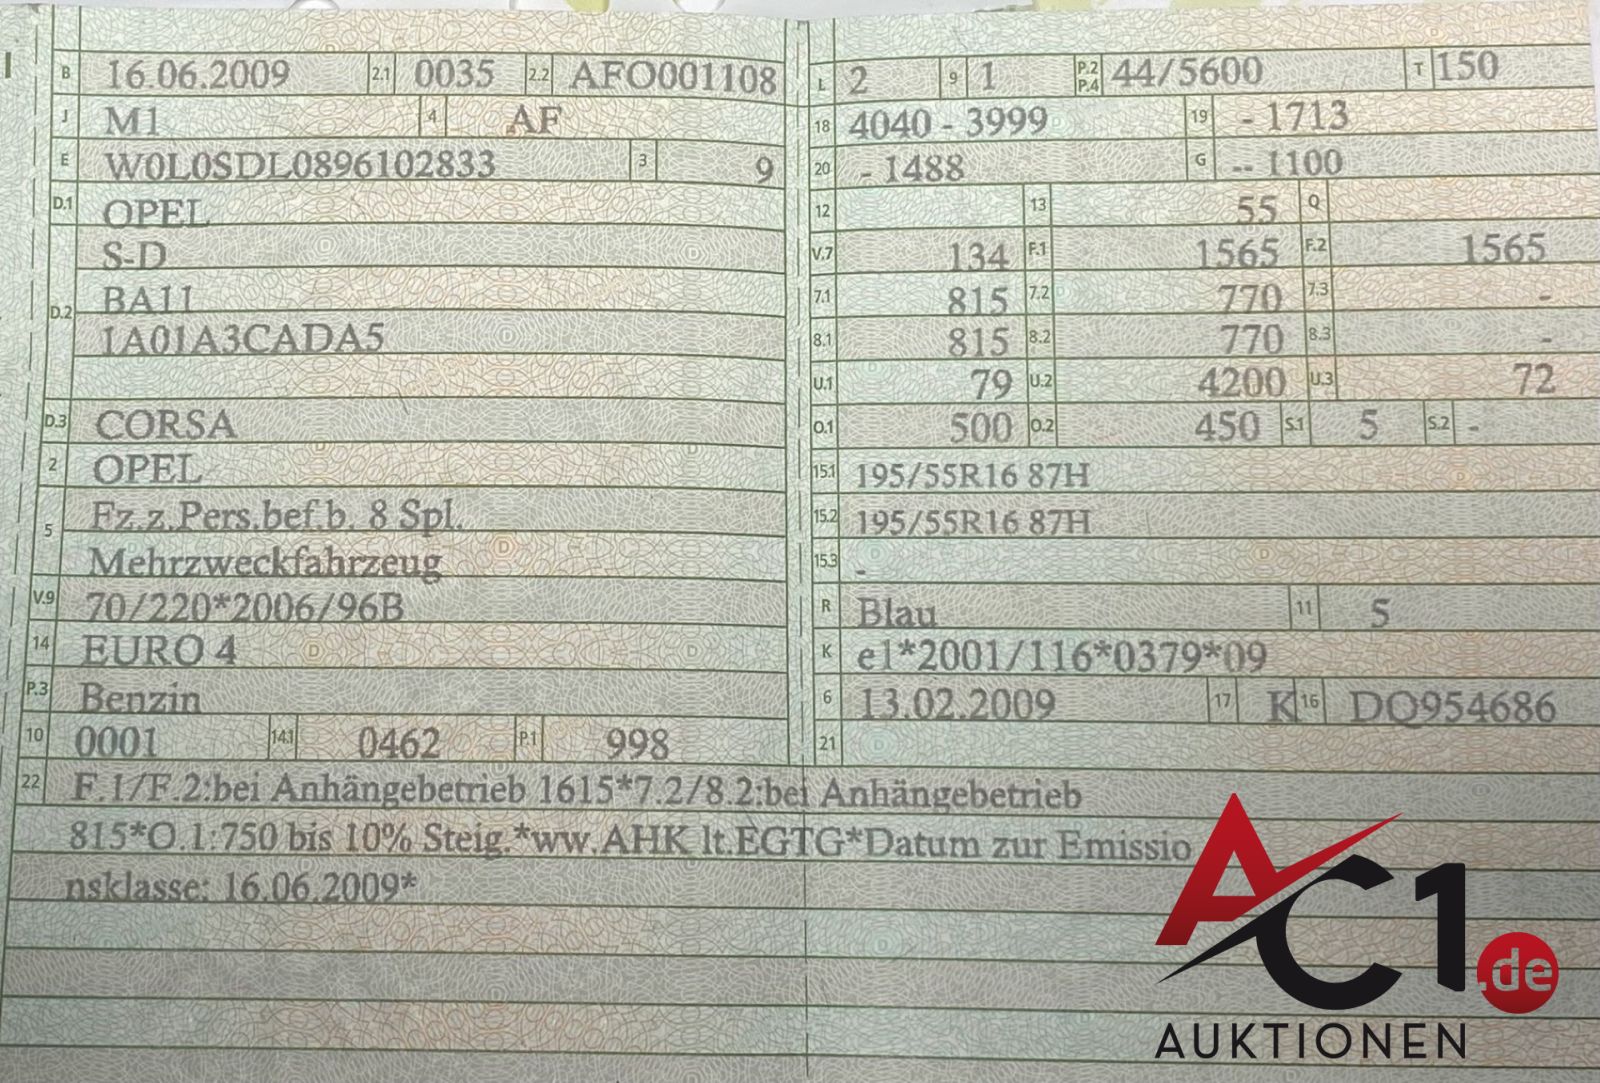 B 16.06.2009 2.1 0035 2.2 AFO001108
J M1 4 AF
E W0L0SDL0896102833 3 9
D.1 OPEL
D.2 S-D
BA11
1A01A3CADA5
D.3 CORSA
2 OPEL
5 Fz.z.Pers.bef.b. 8 Spl.
Mehrzweckfahrzeug
V.9 70/220*2006/96B
14 EURO 4
P.3 Benzin
10 0001 14.1 0462 P.1 998
L 2 9 1 P.2 P.4 44/5600 T 150
18 4040 - 3999 19 - 1713
20 - 1488 G -- 1100
12 13 55 Q
V.7 134 F.1 1565 F.2 1565
7.1 815 7.2 770 7.3 -
8.1 815 8.2 770 8.3 -
U.1 79 U.2 4200 U.3 72
O.1 500 O.2 450 S.1 5 S.2 -
15.1 195/55R16 87H
15.2 195/55R16 87H
15.3 -
R Blau 11 5
K e1*2001/116*0379*09
6 13.02.2009 17 K 16 DQ954686
21
22 F.1/F.2:bei Anhängebetrieb 1615*7.2/8.2:bei Anhängebetrieb
815*O.1:750 bis 10% Steig.*ww.AHK lt.EGTG*Datum zur Emissio
nsklasse: 16.06.2009*
AC1.de
AUKTIONEN